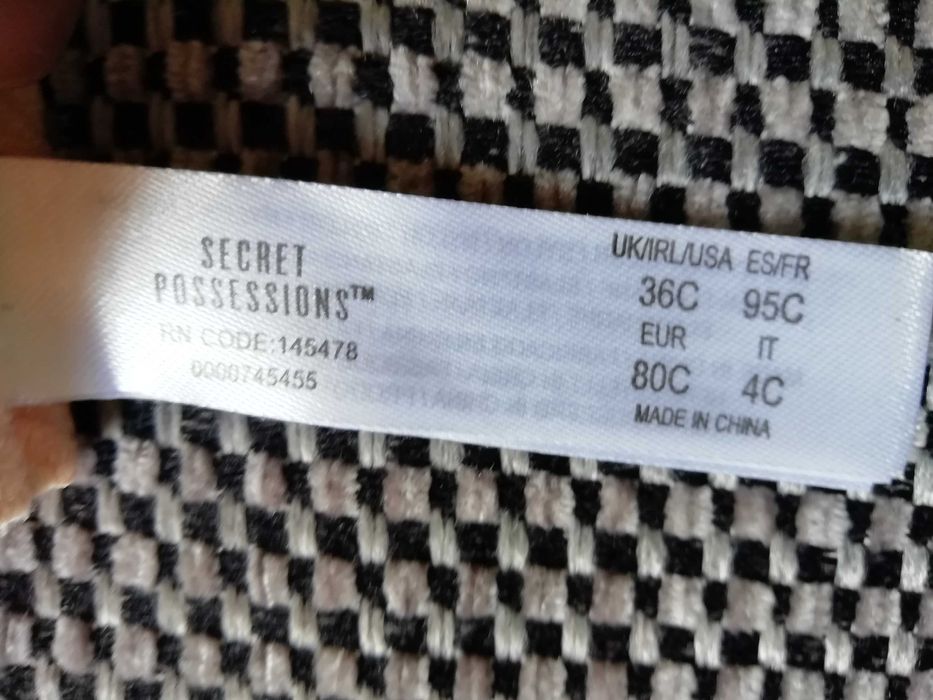 SECRET
POSSESSIONS™
RN CODE:145478
0000745455
UK/IRL/USA ES/FR
36C 95C
EUR IT
80C 4C
MADE IN CHINA